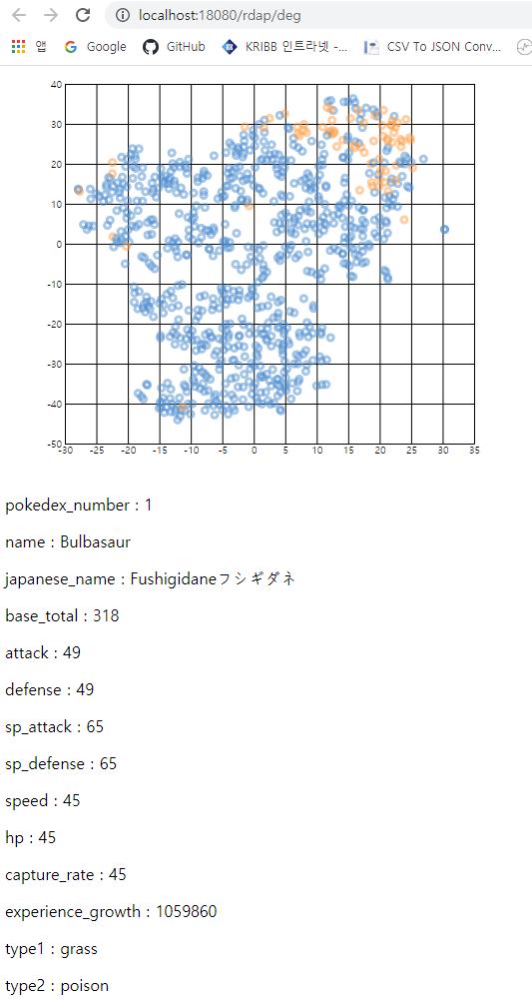 localhost:18080/rdap/deg
앱 Google GitHub KRIBB 인트라넷 -... CSV To JSON Conv...
40
30
20
10
0
-10
-20
-30
-40
-50
-30 -25 -20 -15 -10 -5 0 5 10 15 20 25 30 35
pokedex_number : 1
name : Bulbasaur
japanese_name : Fushigidaneフシギダネ
base_total : 318
attack : 49
defense : 49
sp_attack : 65
sp_defense : 65
speed : 45
hp : 45
capture_rate : 45
experience_growth : 1059860
type1 : grass
type2 : poison